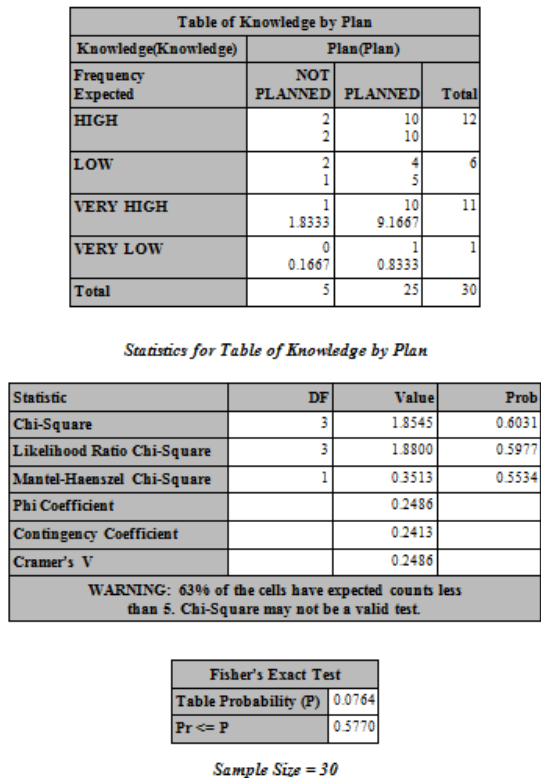 Table of Knowledge by Plan
Knowledge(Knowledge) Plan(Plan)
Frequency
Expected
NOT
PLANNED PLANNED Total
HIGH 2 10 12
2 10
LOW 2 4 6
1 5
VERY HIGH 1 10 11
1.8333 9.1667
VERY LOW 0 1 1
0.1667 0.8333
Total 5 25 30
Statistics for Table of Knowledge by Plan
Statistic DF Value Prob
Chi-Square 3 1.8545 0.6031
Likelihood Ratio Chi-Square 3 1.8800 0.5977
Mantel-Haenszel Chi-Square 1 0.3513 0.5534
Phi Coefficient 0.2486
Contingency Coefficient 0.2413
Cramer's V 0.2486
WARNING: 63% of the cells have expected counts less
than 5. Chi-Square may not be a valid test.
Fisher's Exact Test
Table Probability (P) 0.0764
Pr <= P 0.5770
Sample Size = 30